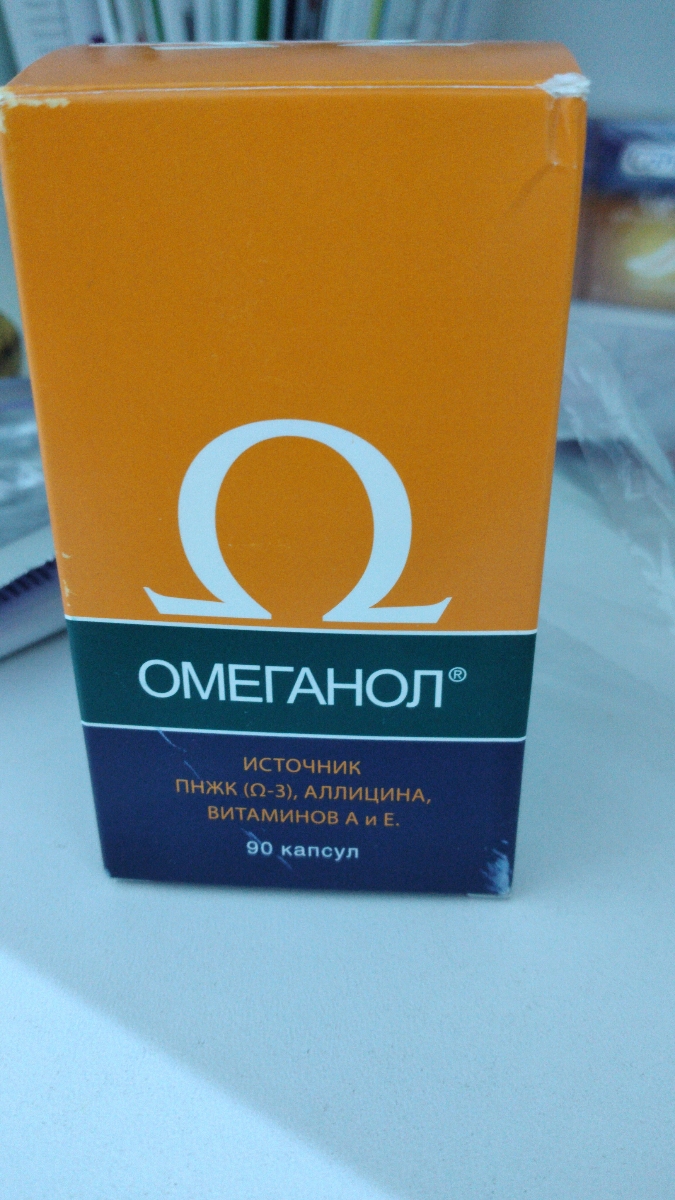 Ω
ОМЕГАНОЛ®
ИСТОЧНИК
ПНЖК (Ω-3), АЛЛИЦИНА,
ВИТАМИНОВ А и Е.
90 капсул